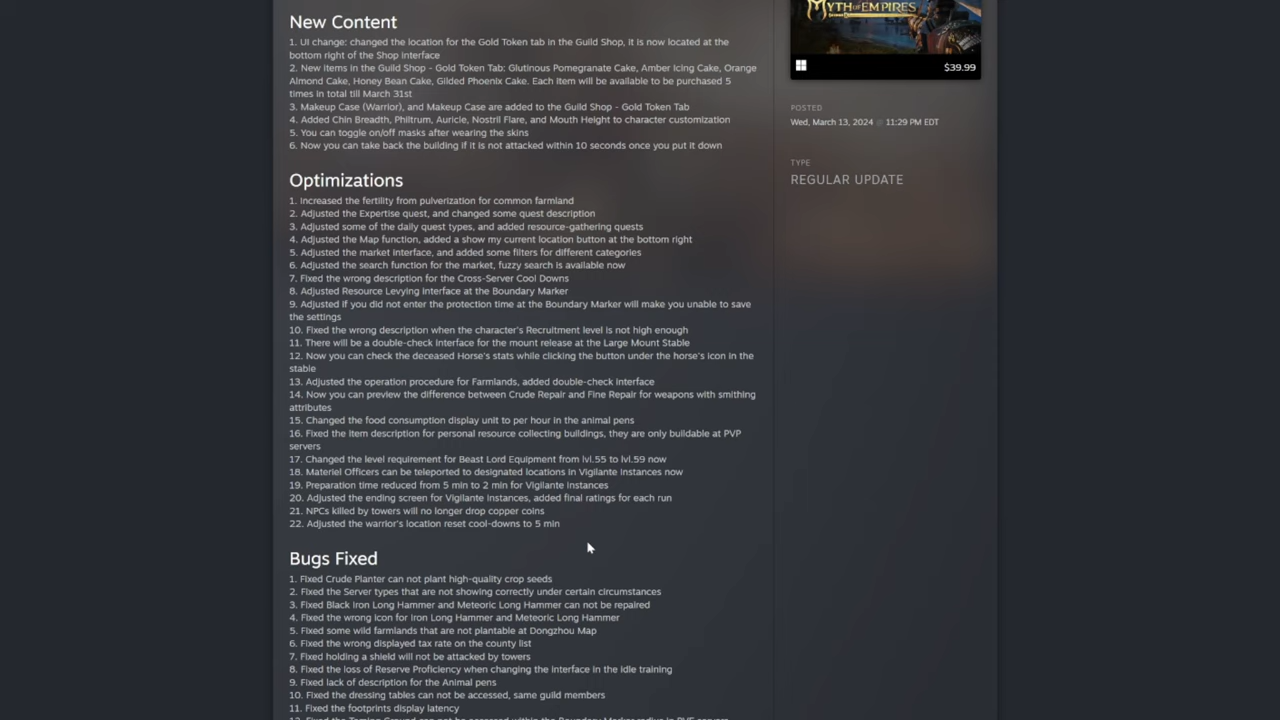 New Content
1. UI change: changed the location for the Gold Token tab in the Guild Shop, it is now located at the
bottom right of the Shop interface
2. New items in the Guild Shop - Gold Token Tab: Glutinous Pomegranate Cake, Amber Icing Cake, Orange
Almond Cake, Honey Bean Cake, Gilded Phoenix Cake. Each item will be available to be purchased 5
times in total till March 31st
3. Makeup Case (Warrior), and Makeup Case are added to the Guild Shop - Gold Token Tab
4. Added Chin Breadth, Philtrum, Auricle, Nostril Flare, and Mouth Height to character customization
5. You can toggle on/off masks after wearing the skins
6. Now you can take back the building if it is not attacked within 10 seconds once you put it down
Optimizations
1. Increased the fertility from pulverization for common farmland
2. Adjusted the Expertise quest, and changed some quest description
3. Adjusted some of the daily quest types, and added resource-gathering quests
4. Adjusted the Map function, added a show my current location button at the bottom right
5. Adjusted the market interface, and added some filters for different categories
6. Adjusted the search function for the market, fuzzy search is available now
7. Fixed the wrong description for the Cross-Server Cool Downs
8. Adjusted Resource Levying Interface at the Boundary Marker
9. Adjusted if you did not enter the protection time at the Boundary Marker will make you unable to save
the settings
10. Fixed the wrong description when the character's Recruitment level is not high enough
11. There will be a double-check interface for the mount release at the Large Mount Stable
12. Now you can check the deceased Horse's stats while clicking the button under the horse's icon in the
stable
13. Adjusted the operation procedure for Farmlands, added double-check interface
14. Now you can preview the difference between Crude Repair and Fine Repair for weapons with smithing
attributes
15. Changed the food consumption display unit to per hour in the animal pens
16. Fixed the item description for personal resource collecting buildings, they are only buildable at PVP
servers
17. Changed the level requirement for Beast Lord Equipment from lvl.55 to lvl.59 now
18. Materiel Officers can be teleported to designated locations in Vigilante Instances now
19. Preparation time reduced from 5 min to 2 min for Vigilante Instances
20. Adjusted the ending screen for Vigilante Instances, added final ratings for each run
21. NPCs killed by towers will no longer drop copper coins
22. Adjusted the warrior's location reset cool-downs to 5 min
Bugs Fixed
1. Fixed Crude Planter can not plant high-quality crop seeds
2. Fixed the Server types that are not showing correctly under certain circumstances
3. Fixed Black Iron Long Hammer and Meteoric Long Hammer can not be repaired
4. Fixed the wrong icon for Iron Long Hammer and Meteoric Long Hammer
5. Fixed some wild farmlands that are not plantable at Dongzhou Map
6. Fixed the wrong displayed tax rate on the county list
7. Fixed holding a shield will not be attacked by towers
8. Fixed the loss of Reserve Proficiency when changing the interface in the idle training
9. Fixed lack of description for the Animal pens
10. Fixed the dressing tables can not be accessed, same guild members
11. Fixed the footprints display latency
12. Fixed the Taming Ground can not be accessed within the Boundary Marker radius in PVE servers
MYTH OF EMPIRES
$39.99
POSTED
Wed, March 13, 2024 @ 11:29 PM EDT
TYPE
REGULAR UPDATE